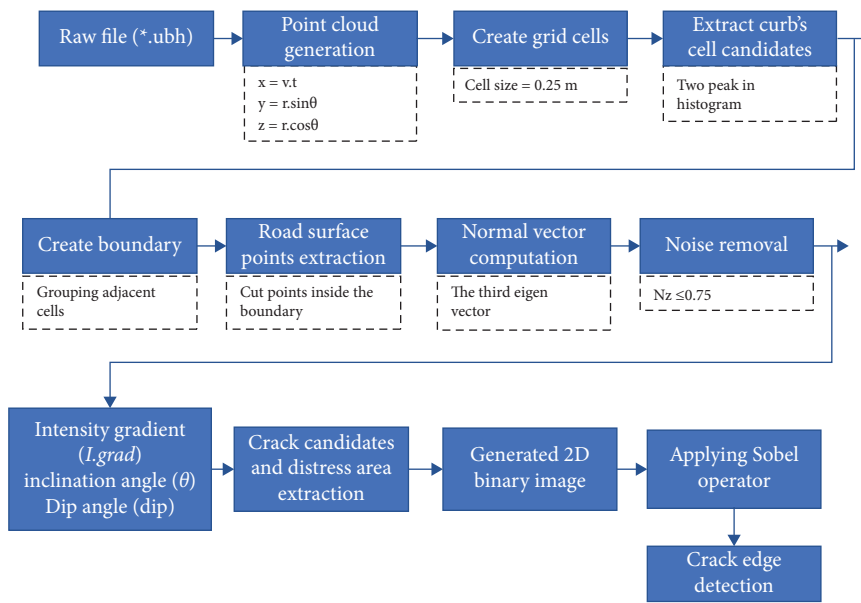 Raw file (*.ubh)
Point cloud
generation
x = v.t
y = r.sinθ
z = r.cosθ
Create grid cells
Cell size = 0.25 m
Extract curb's
cell candidates
Two peak in
histogram
Create boundary
Grouping adjacent
cells
Road surface
points extraction
Cut points inside the
boundary
Normal vector
computation
The third eigen
vector
Noise removal
Nz ≤0.75
Intensity gradient
(I.grad)
inclination angle (θ)
Dip angle (dip)
Crack candidates
and distress area
extraction
Generated 2D
binary image
Applying Sobel
operator
Crack edge
detection